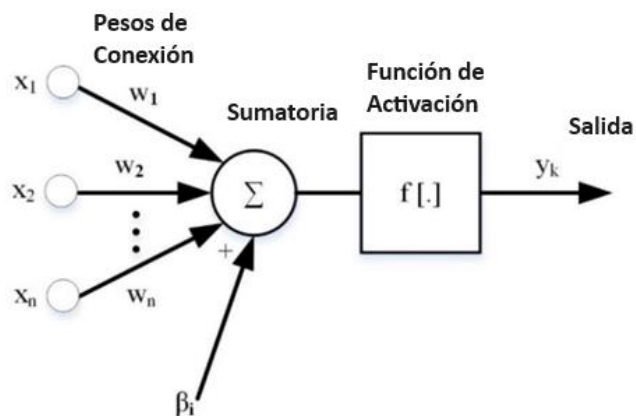 Pesos de
Conexión
Función de
Activación
Sumatoria
Salida
x1
w1
x2
w2
Σ
f [.]
yk
+
xn
wn
βi